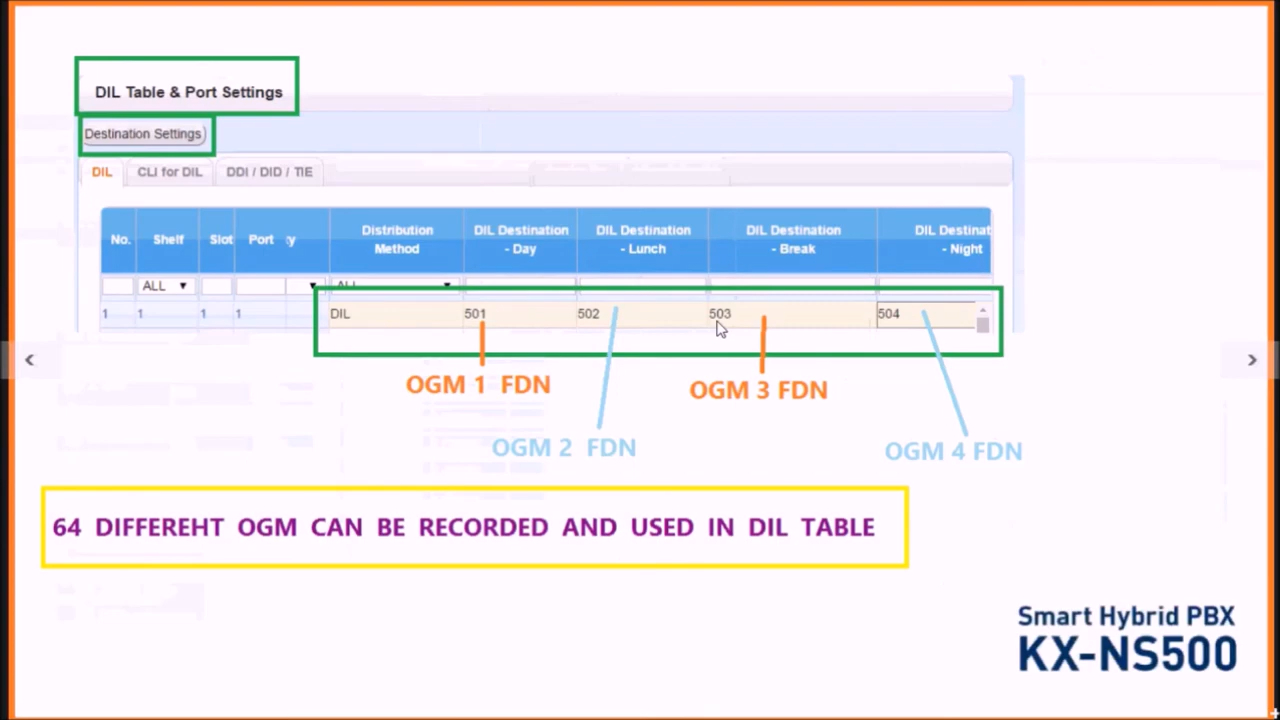 DIL Table & Port Settings
Destination Settings
DIL CLI for DIL DDI / DID / TIE
No. Shelf Slot Port y Distribution Method DIL Destination - Day DIL Destination - Lunch DIL Destination - Break DIL Destinat - Night
ALL ALL
1 1 1 1 DIL 501 502 503 504
OGM 1 FDN
OGM 3 FDN
OGM 2 FDN
OGM 4 FDN
64 DIFFEREHT OGM CAN BE RECORDED AND USED IN DIL TABLE
Smart Hybrid PBX
KX-NS500